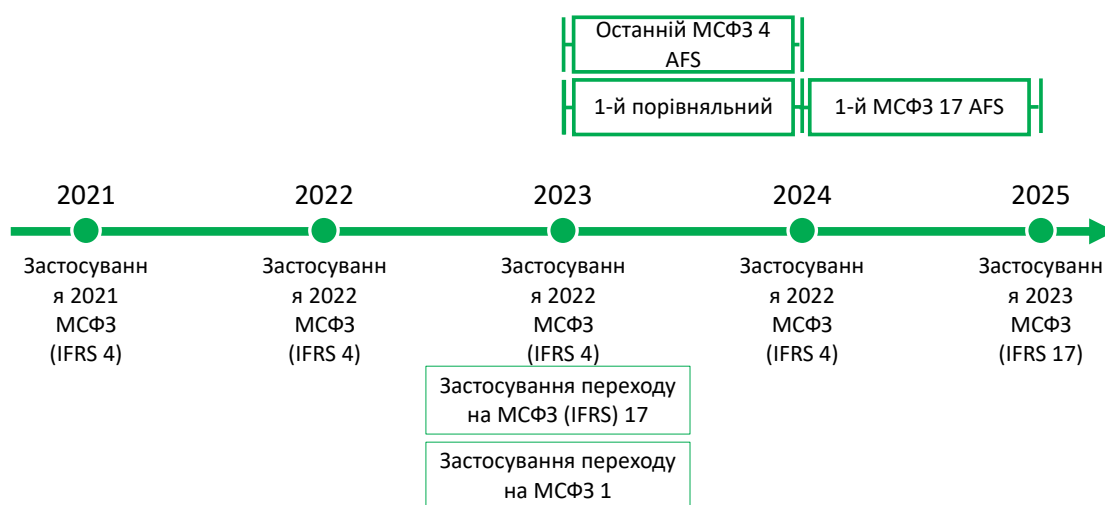 Останній МСФЗ 4
AFS
1-й порівняльний
1-й МСФЗ 17 AFS
2021
2022
2023
2024
2025
Застосуванн
я 2021
МСФЗ
(IFRS 4)
Застосуванн
я 2022
МСФЗ
(IFRS 4)
Застосуванн
я 2022
МСФЗ
(IFRS 4)
Застосуванн
я 2022
МСФЗ
(IFRS 4)
Застосуванн
я 2023
МСФЗ
(IFRS 17)
Застосування переходу
на МСФЗ (IFRS) 17
Застосування переходу
на МСФЗ 1